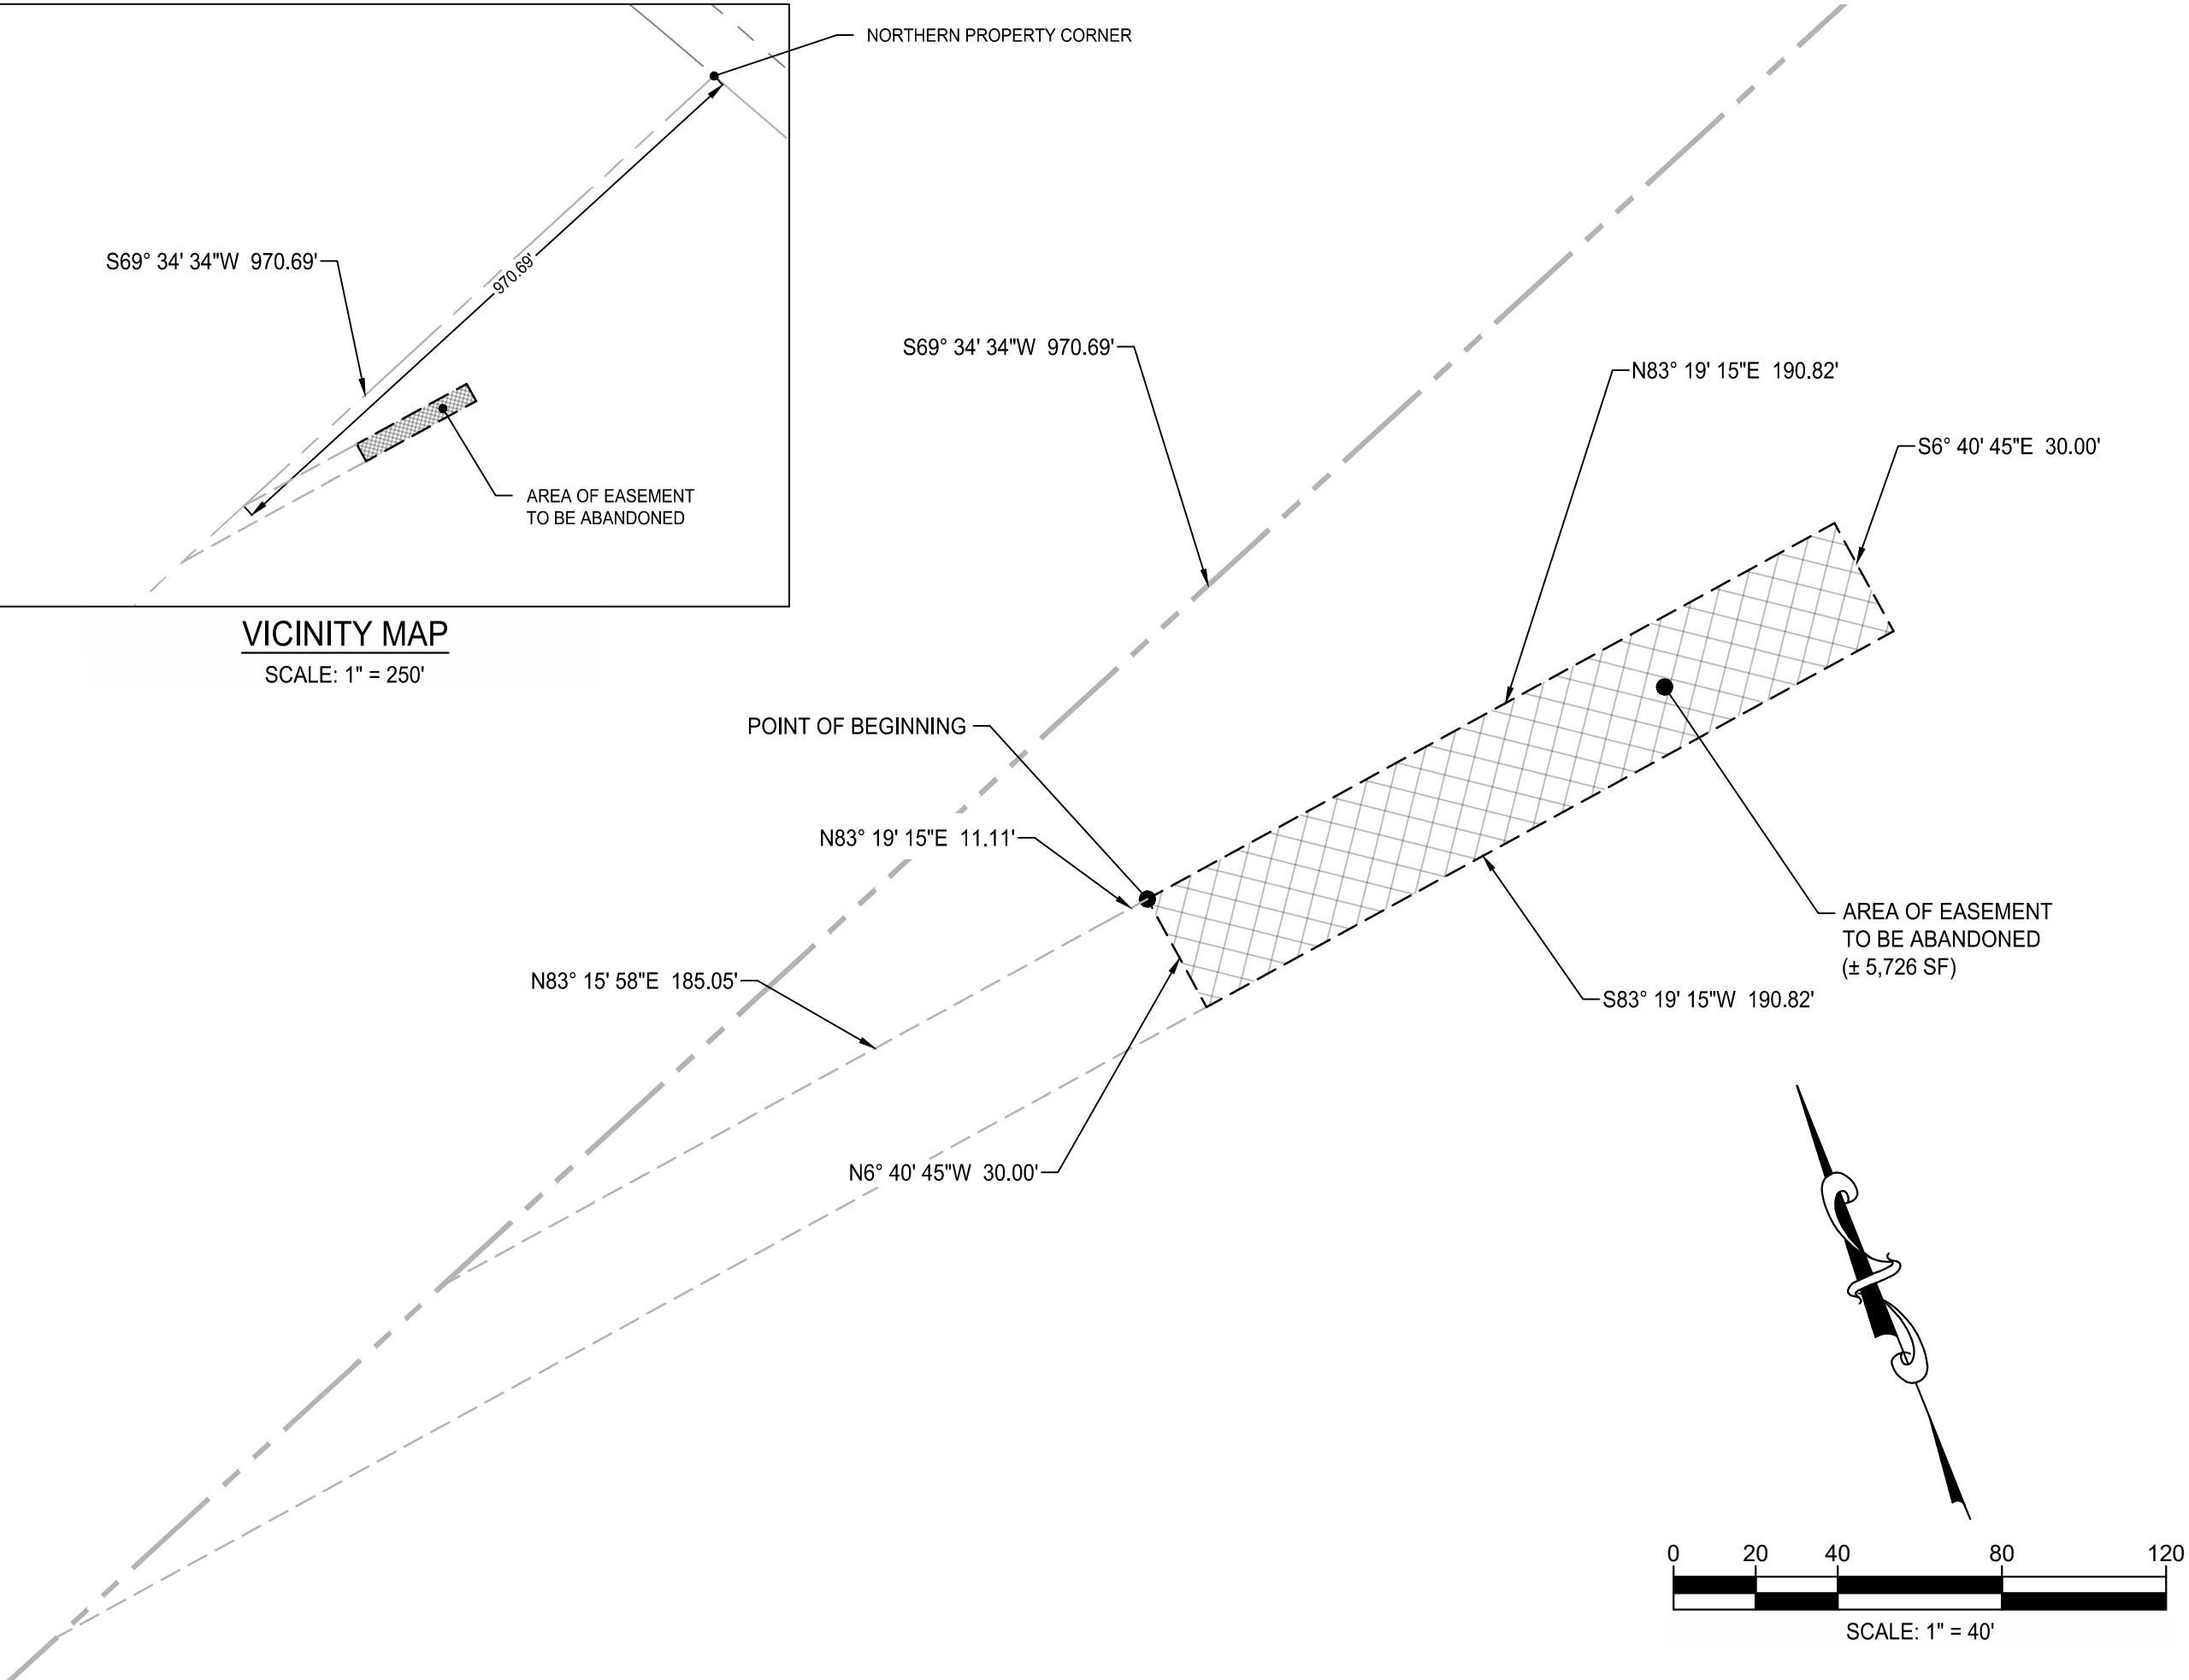 NORTHERN PROPERTY CORNER
S69° 34' 34"W 970.69'
970.69'
AREA OF EASEMENT
TO BE ABANDONED
VICINITY MAP
SCALE: 1" = 250'
S69° 34' 34"W 970.69'
N83° 19' 15"E 190.82'
S6° 40' 45"E 30.00'
POINT OF BEGINNING
N83° 19' 15"E 11.11'
AREA OF EASEMENT
TO BE ABANDONED
(± 5,726 SF)
N83° 15' 58"E 185.05'
S83° 19' 15"W 190.82'
N6° 40' 45"W 30.00'
0 20 40 80 120
SCALE: 1" = 40'